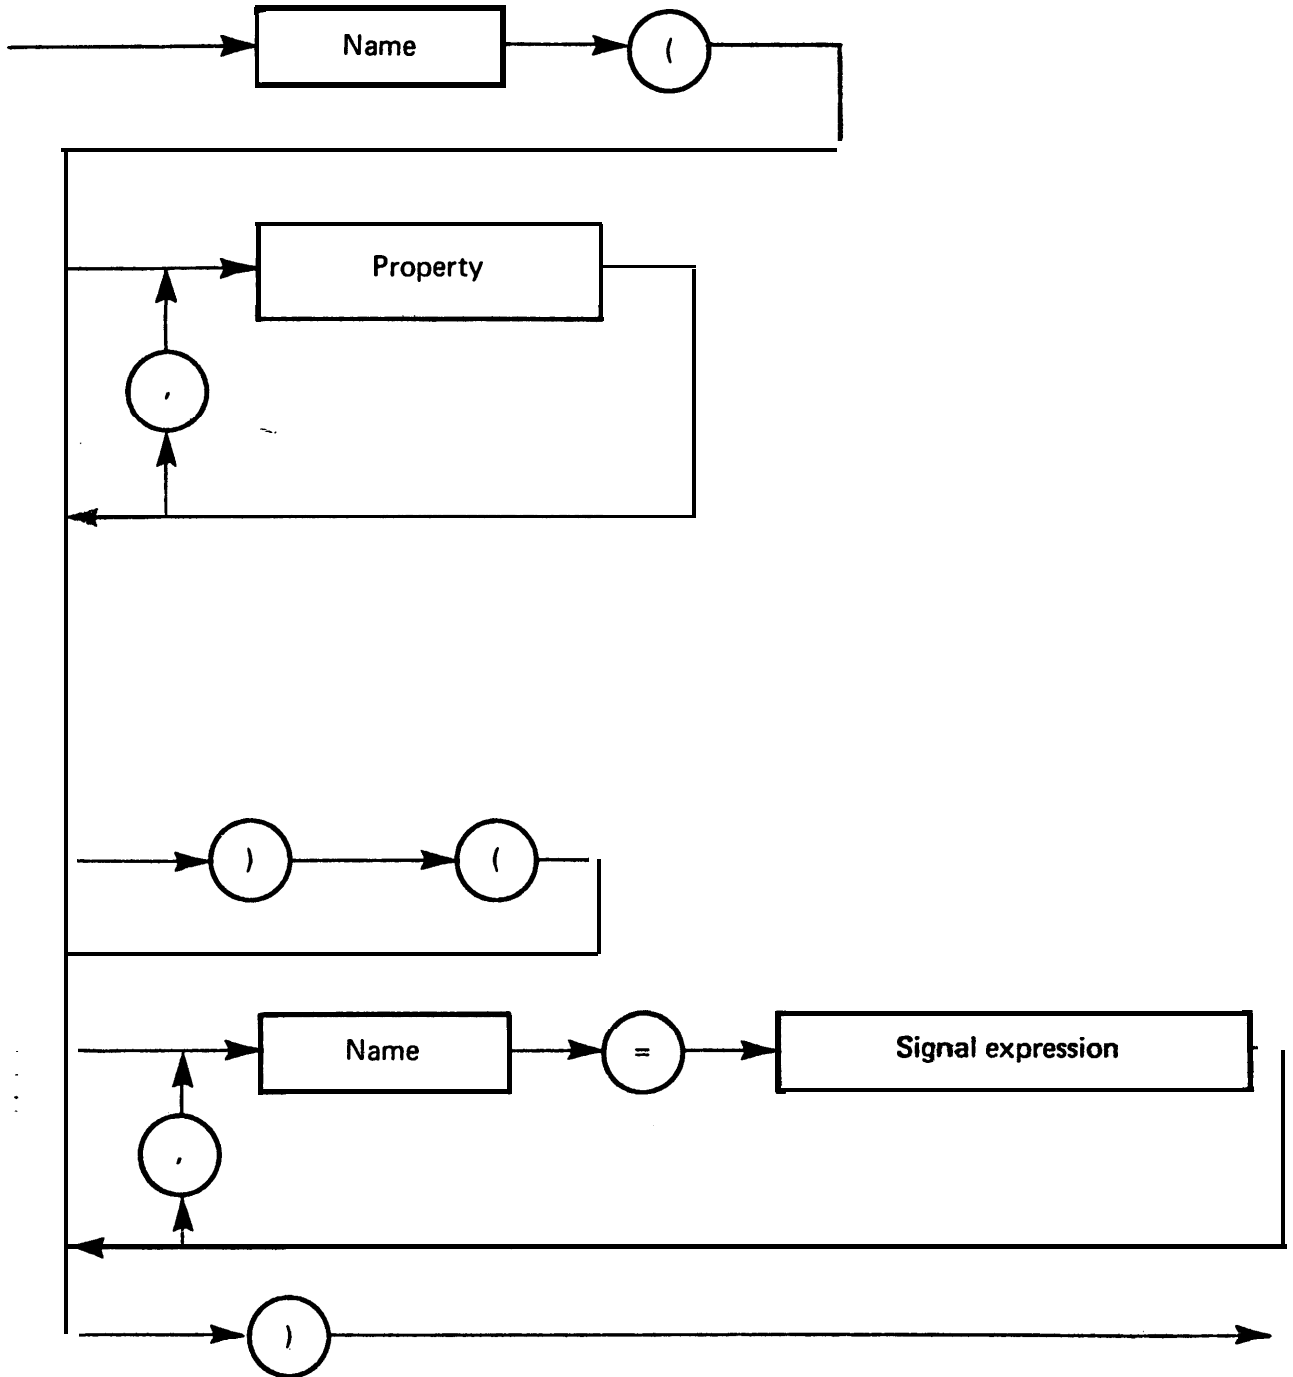 Name (
Property
,
) (
Name = Signal expression
,
)